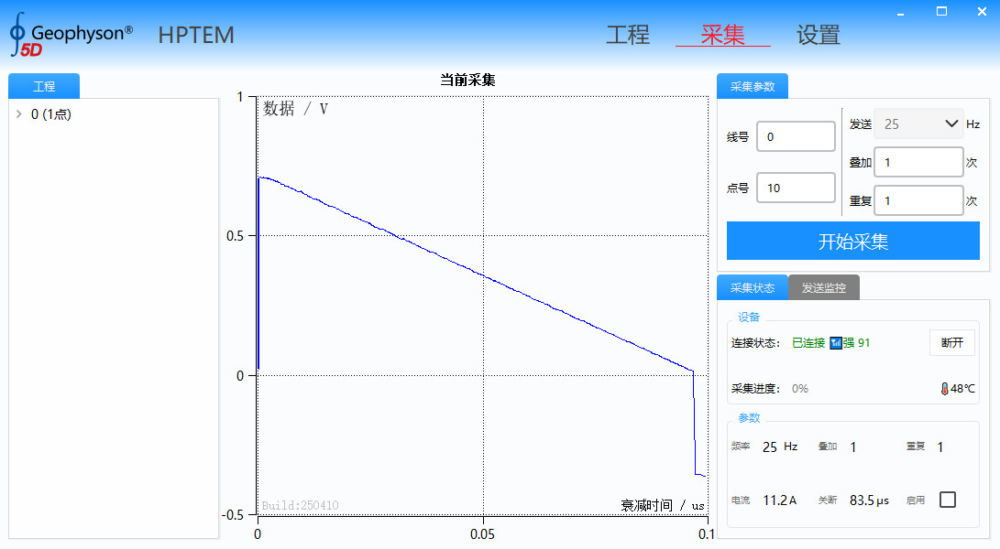 Geophyson®
5D
HPTEM
工程
采集
设置
工程
0 (1点)
当前采集
数据 / V
1
0.5
0
-0.5
Build:250410
衰减时间 / us
0
0.05
0.1
采集参数
线号 0
点号 10
发送 25 Hz
叠加 1 次
重复 1 次
开始采集
采集状态
发送监控
设备
连接状态： 已连接 强 91 断开
采集进度： 0% 48℃
参数
频率 25 Hz 叠加 1 重复 1
电流 11.2 A 关断 83.5 μs 启用